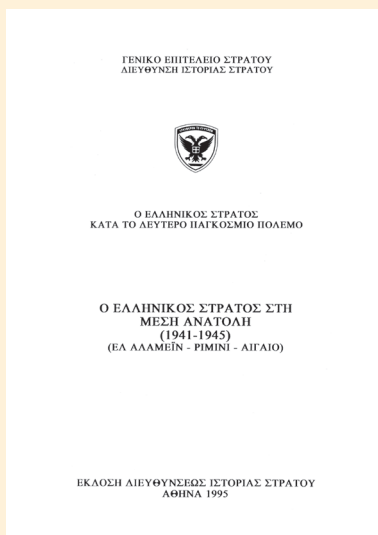 ΓΕΝΙΚΟ ΕΠΙΤΕΛΕΙΟ ΣΤΡΑΤΟΥ
ΔΙΕΥΘΥΝΣΗ ΙΣΤΟΡΙΑΣ ΣΤΡΑΤΟΥ
Ο ΕΛΛΗΝΙΚΟΣ ΣΤΡΑΤΟΣ
ΚΑΤΑ ΤΟ ΔΕΥΤΕΡΟ ΠΑΓΚΟΣΜΙΟ ΠΟΛΕΜΟ
Ο ΕΛΛΗΝΙΚΟΣ ΣΤΡΑΤΟΣ ΣΤΗ
ΜΕΣΗ ΑΝΑΤΟΛΗ
(1941-1945)
(ΕΛ ΑΛΑΜΕΪΝ - ΡΙΜΙΝΙ - ΑΙΓΑΙΟ)
ΕΚΔΟΣΗ ΔΙΕΥΘΥΝΣΕΩΣ ΙΣΤΟΡΙΑΣ ΣΤΡΑΤΟΥ
ΑΘΗΝΑ 1995